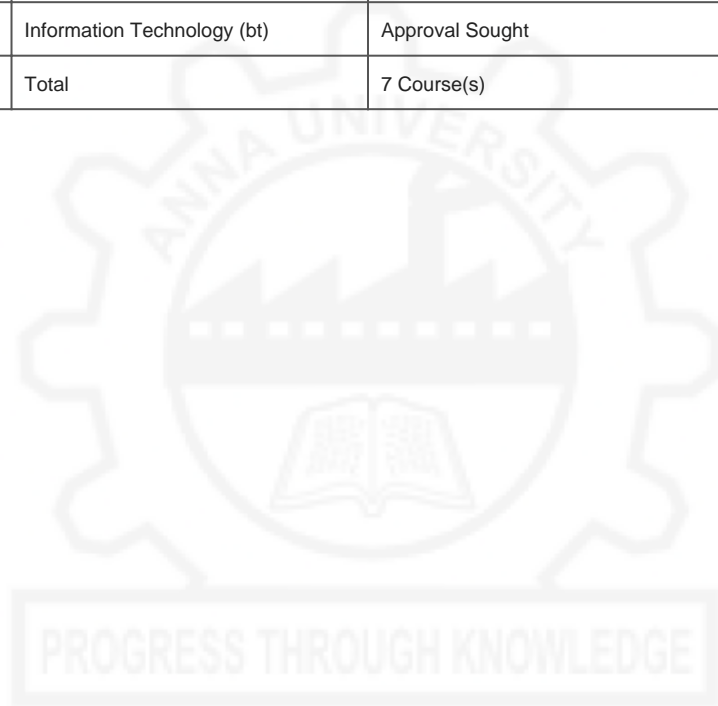 Information Technology (bt) Approval Sought
Total 7 Course(s)
ANNA UNIVERSITY
PROGRESS THROUGH KNOWLEDGE